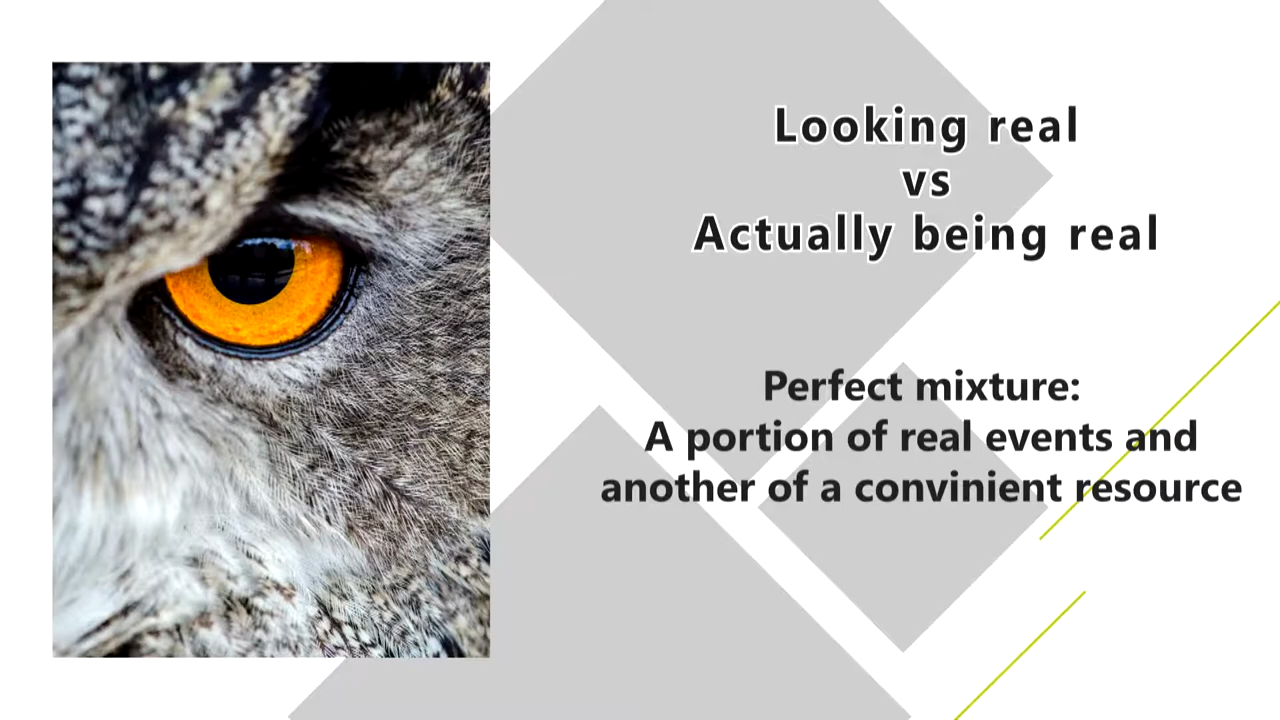 Looking real
vs
Actually being real
Perfect mixture:
A portion of real events and
another of a convinient resource